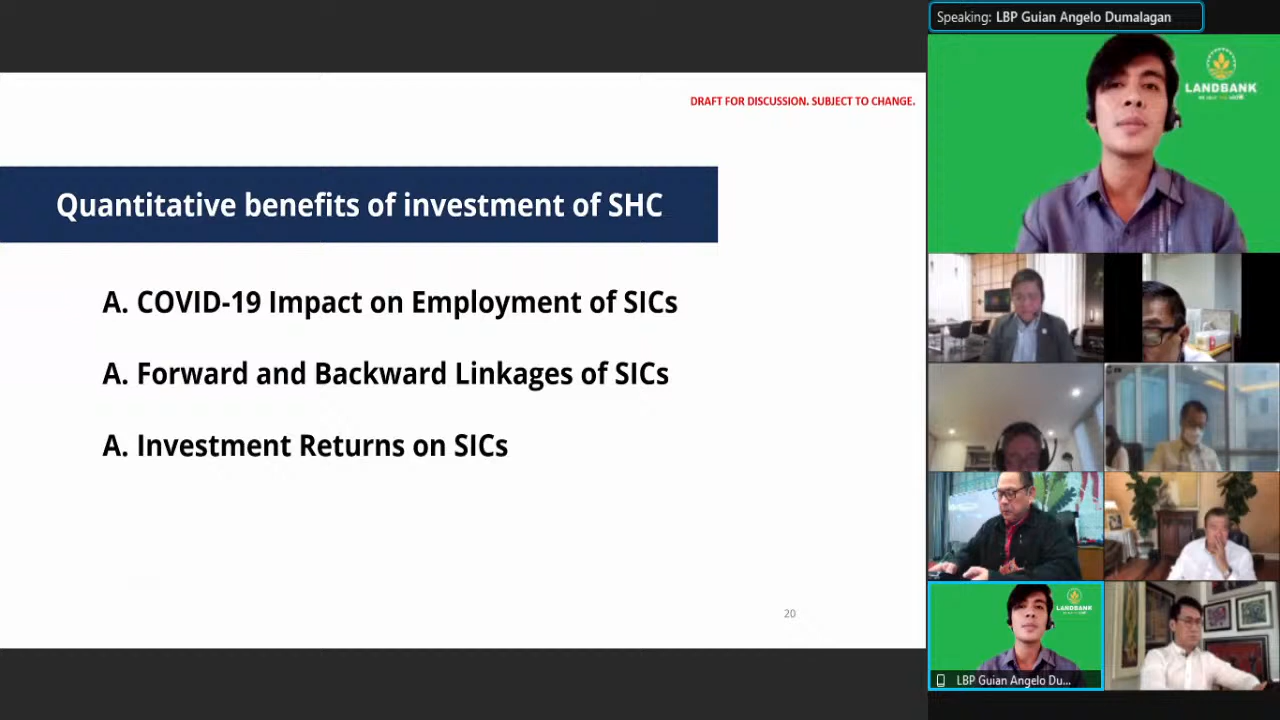 Speaking: LBP Guian Angelo Dumalagan
LANDBANK
DRAFT FOR DISCUSSION. SUBJECT TO CHANGE.
Quantitative benefits of investment of SHC
A. COVID-19 Impact on Employment of SICs
A. Forward and Backward Linkages of SICs
A. Investment Returns on SICs
20
LANDBANK
LBP Guian Angelo Du...